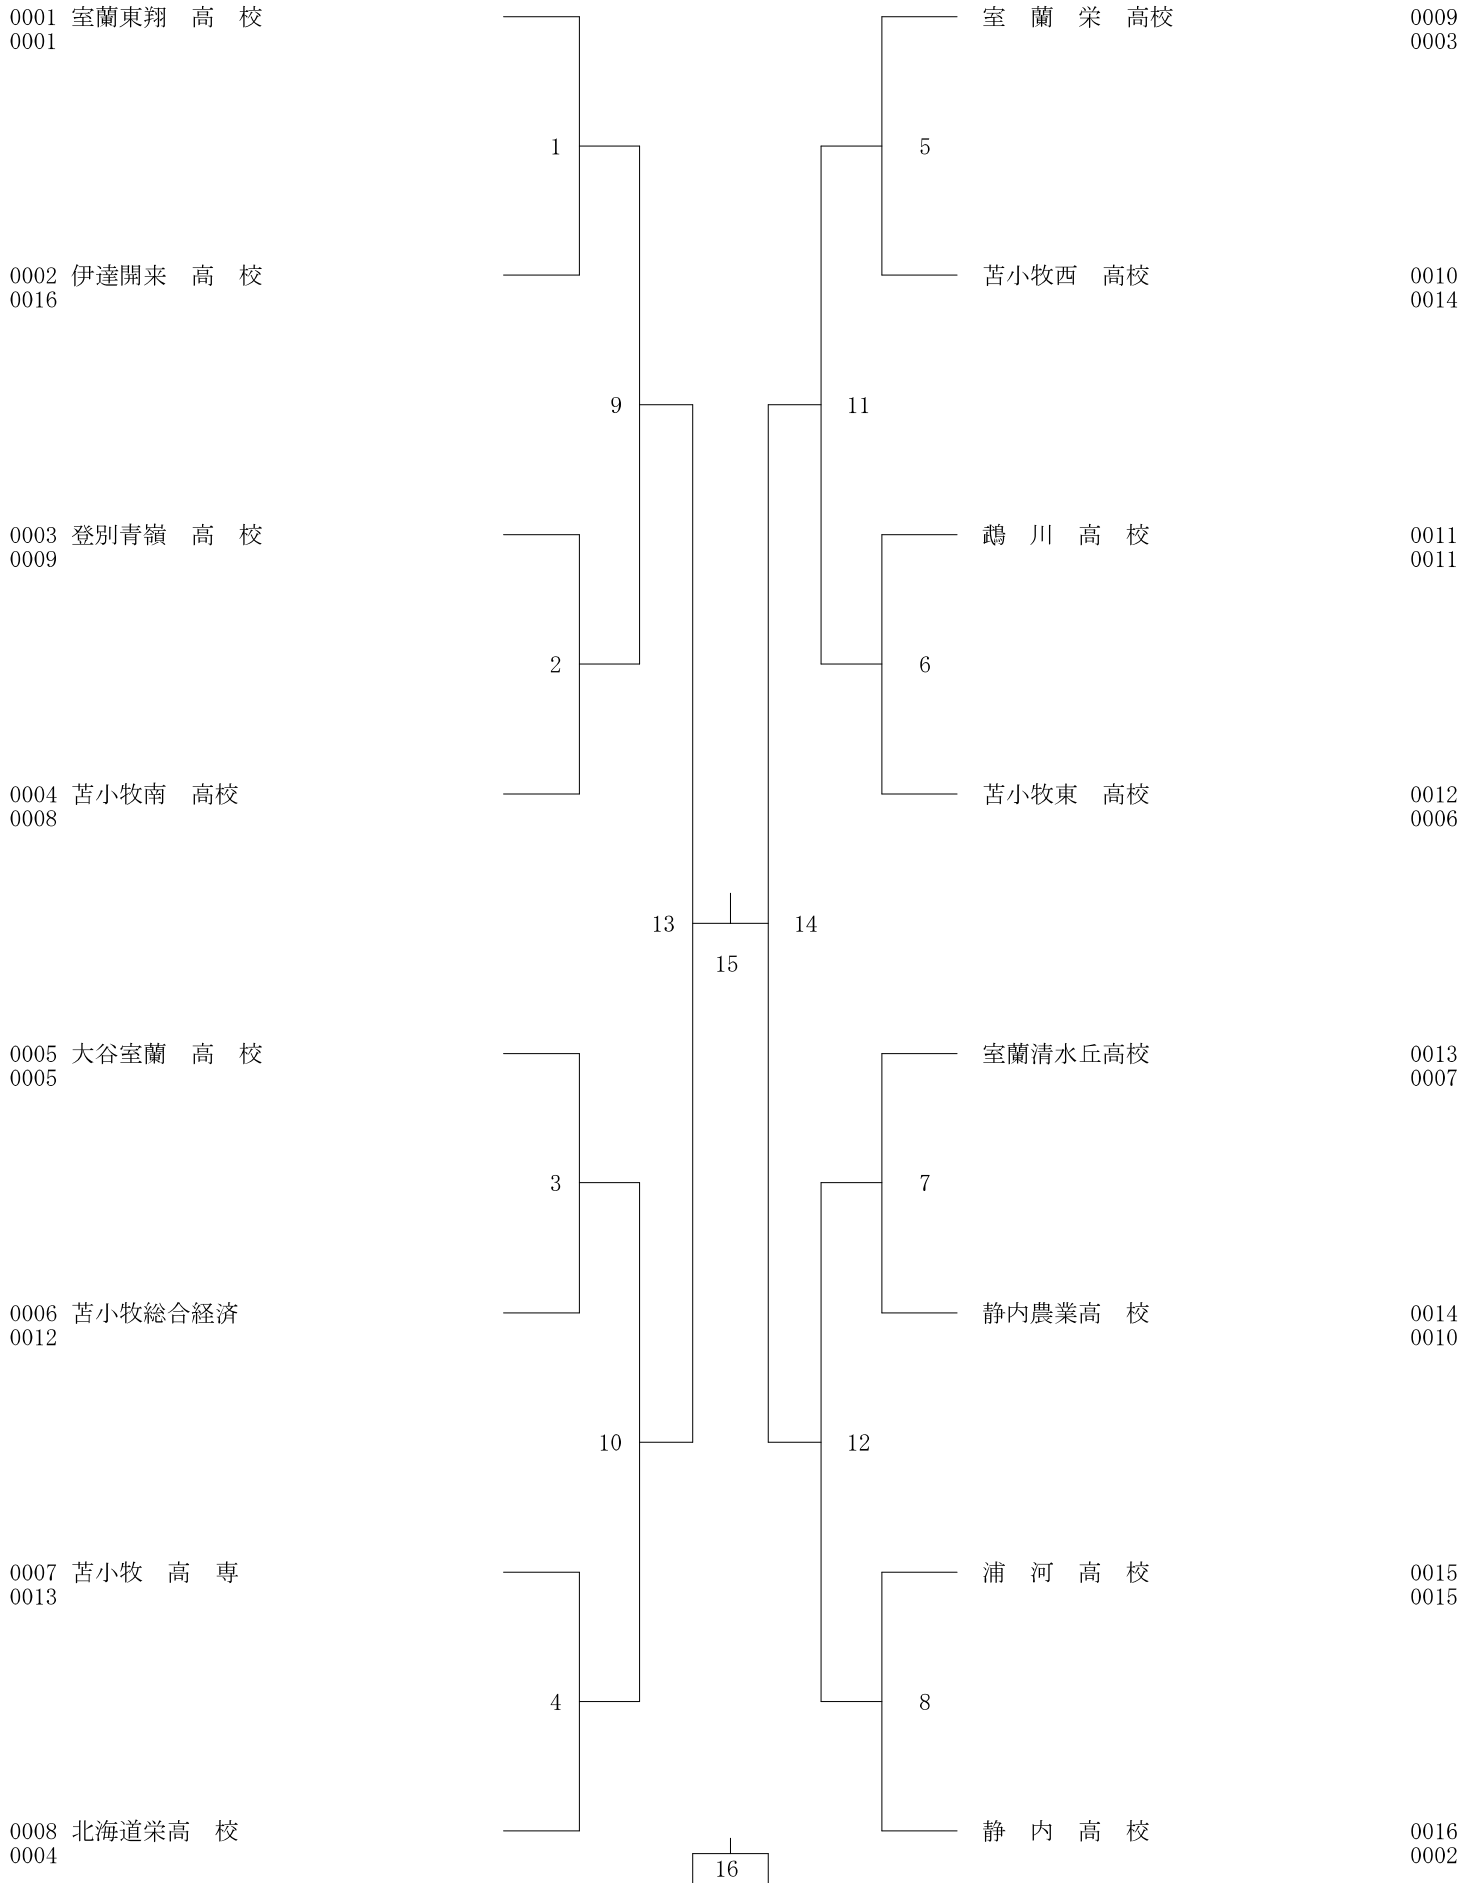 0001 室蘭東翔　高　校
0001
1
0002 伊達開来　高　校
0016
9
0003 登別青嶺　高　校
0009
2
0004 苫小牧南　高校
0008
13
15
0005 大谷室蘭　高　校
0005
3
0006 苫小牧総合経済
0012
10
0007 苫小牧　高　専
0013
4
0008 北海道栄高　校
0004
室　蘭　栄　高校 0009
0003
5
苫小牧西　高校 0010
0014
11
鵡　川　高　校 0011
0011
6
苫小牧東　高校 0012
0006
14
室蘭清水丘高校 0013
0007
7
静内農業高　校 0014
0010
12
浦　河　高　校 0015
0015
8
静　内　高　校 0016
0002
16